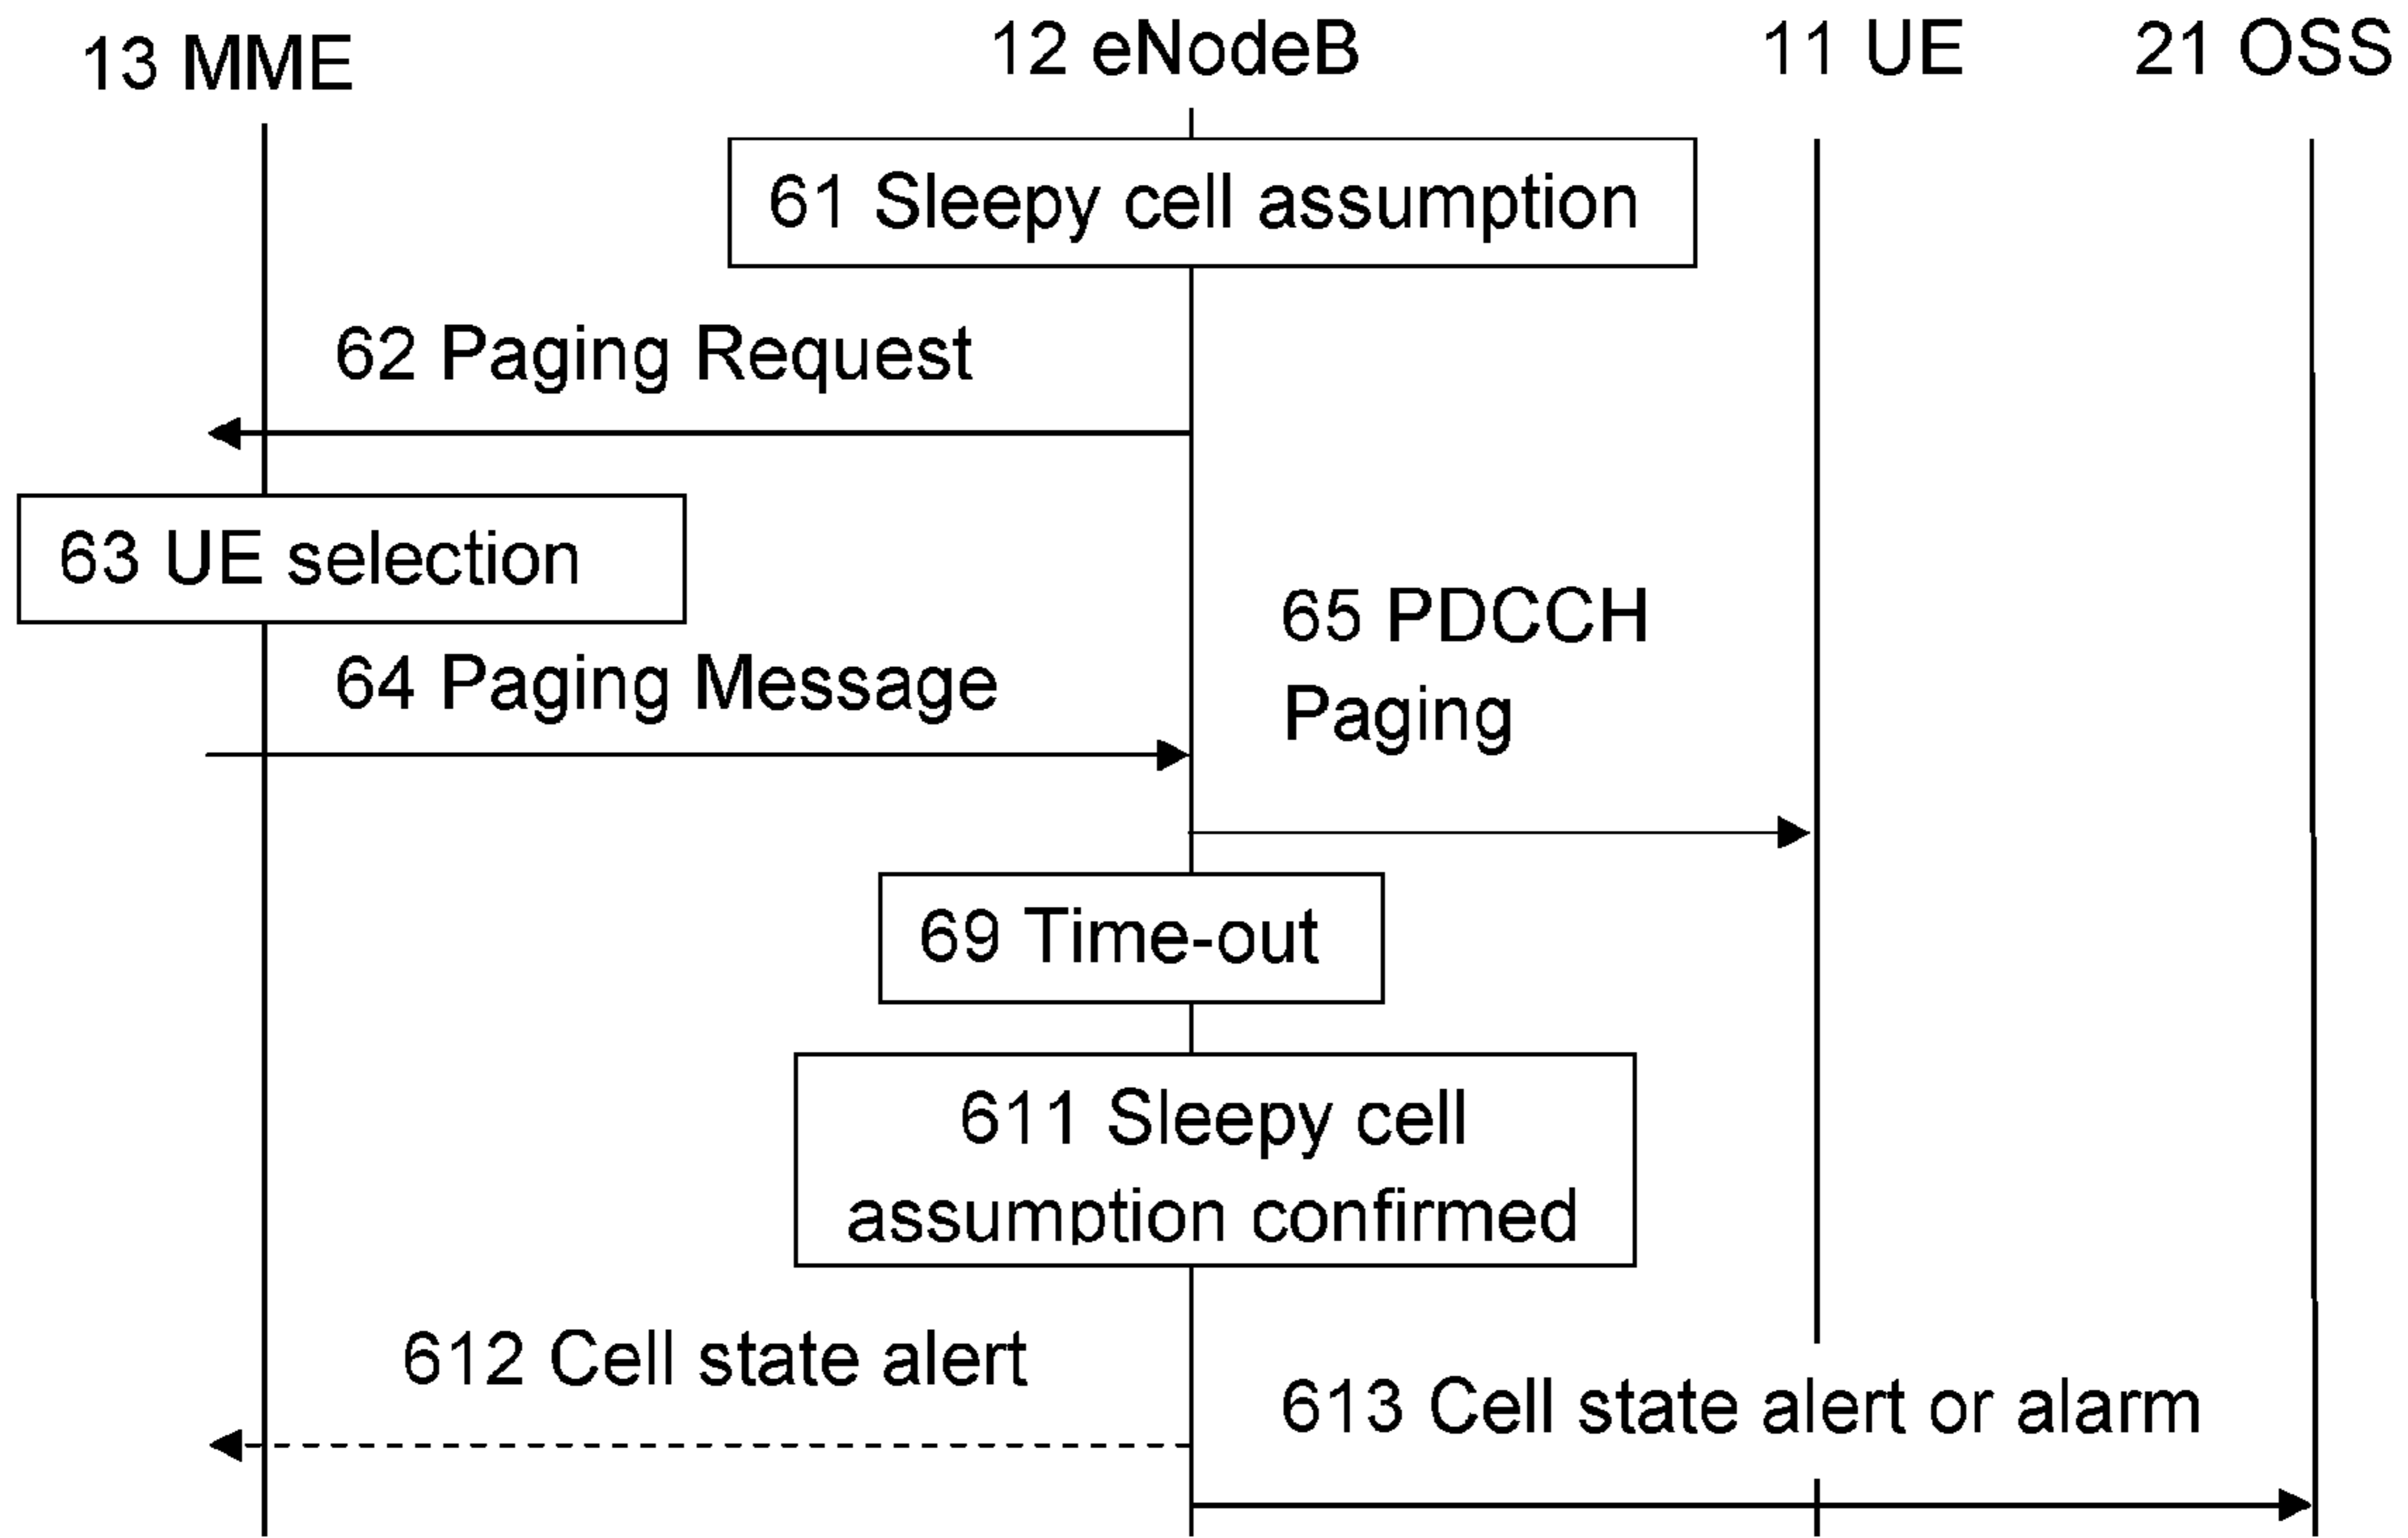 13 MME
12 eNodeB
11 UE
21 OSS
61 Sleepy cell assumption
62 Paging Request
63 UE selection
65 PDCCH
Paging
64 Paging Message
69 Time-out
611 Sleepy cell
assumption confirmed
612 Cell state alert
613 Cell state alert or alarm